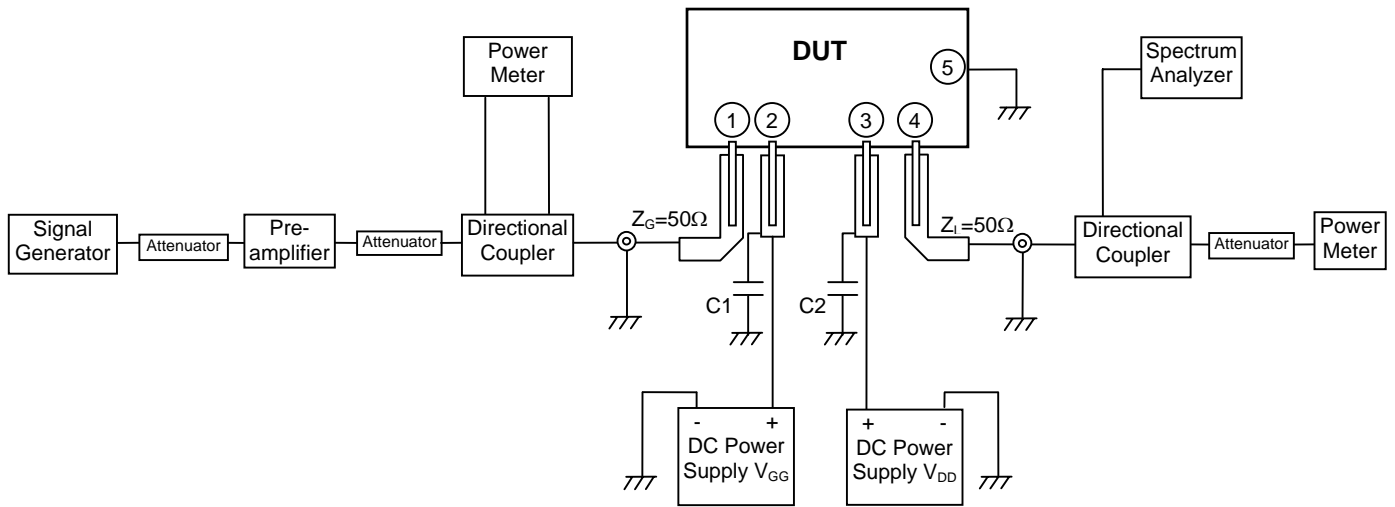 Power
Meter
DUT
5
Spectrum
Analyzer
1
2
3
4
Signal
Generator
Attenuator
Pre-
amplifier
Attenuator
Directional
Coupler
ZG=50Ω
Zl=50Ω
Directional
Coupler
Attenuator
Power
Meter
C1
C2
- +
DC Power
Supply VGG
+ -
DC Power
Supply VDD